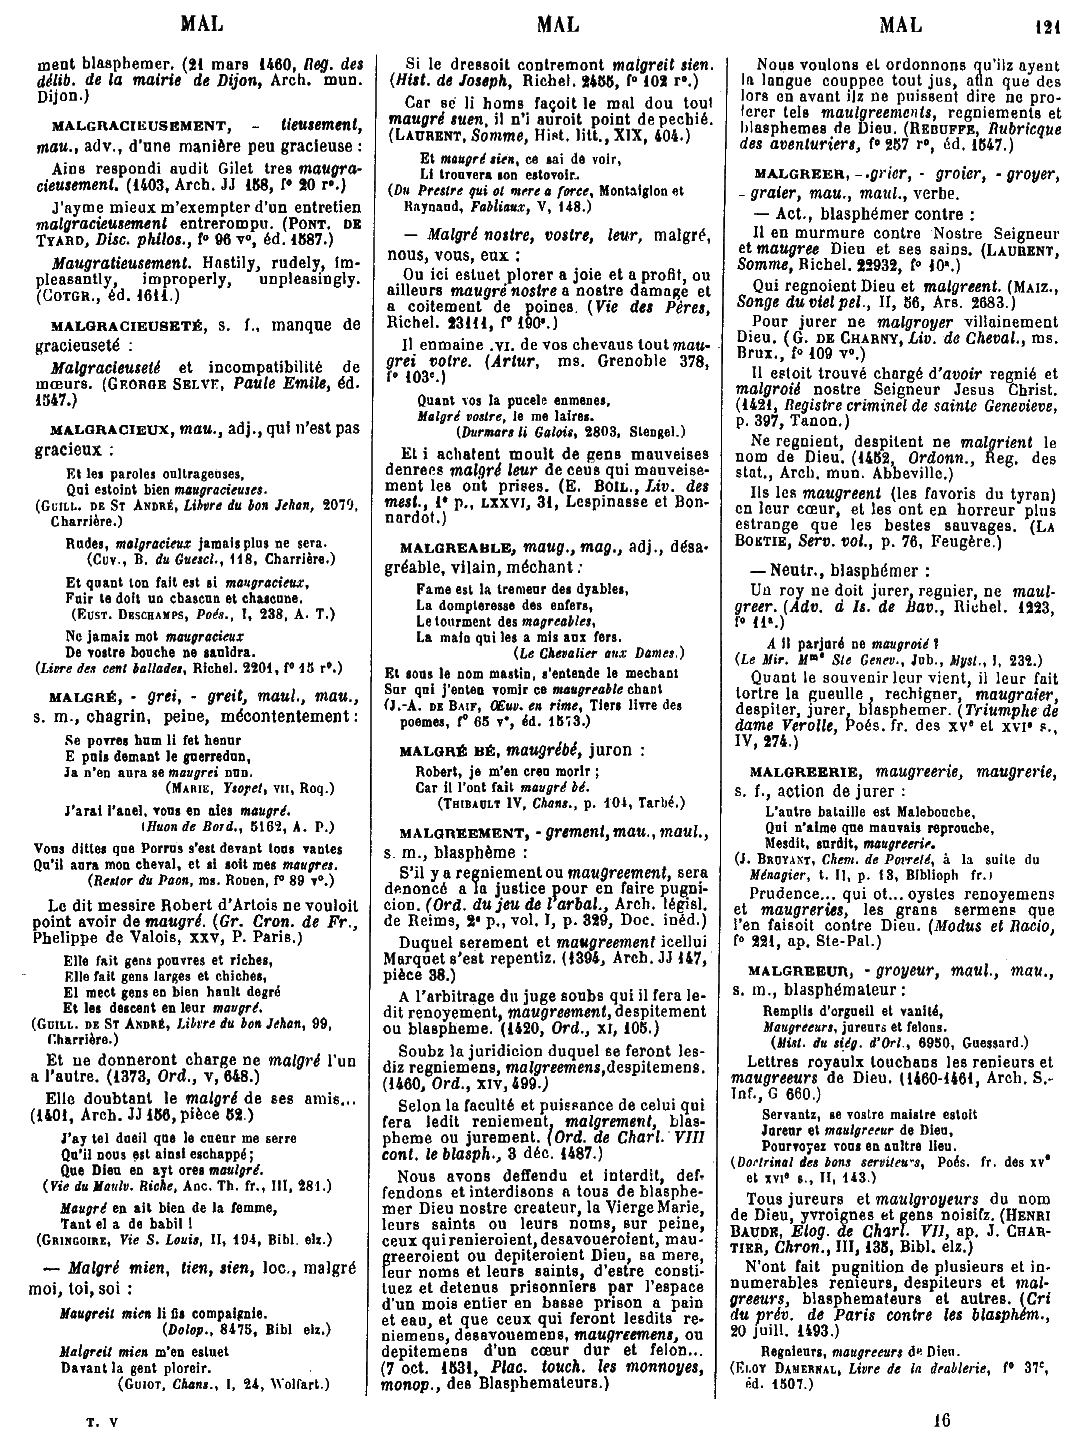 MAL
MAL
MAL
121
ment blasphemer. (21 mars 1460, Reg. des
délib. de la mairie de Dijon, Arch. mun.
Dijon.)
MALGRACIEUSEMENT, - tieusement,
mau., adv., d'une manière peu gracieuse :
Ains respondi audit Gilet tres maugra-
cieusement. (1403, Arch. JJ 158, f° 20 r°.)
J'ayme mieux m'exempter d'un entretien
malgracieusement entrerompu. (PONT. DE
TYARD, Disc. philos., f° 96 v°, éd. 1587.)
Maugratieusement. Hastily, rudely, im-
pleasantly, improperly, unpleasingly.
(COTGR., éd. 1611.)
MALGRACIEUSETÉ, s. f., manque de
gracieuseté :
Malgracieuseté et incompatibilité de
mœurs. (GEORGE SELVE, Paule Emile, éd.
1547.)
MALGRACIEUX, mau., adj., qui n'est pas
gracieux :
Et les paroles oultrageuses,
Qui estoint bien maugracieuses.
(GUILL. DE ST ANDRÉ, Libvre du bon Jehan, 2079,
Charrière.)
Rudes, malgracieux jamais plus ne sera.
(CUV., B. du Guescl., 118, Charrière.)
Et quant ton fait est si maugracieux,
Fuir te doit un chascun et chascune.
(EUST. DESCHAMPS, Poés., I, 238, A. T.)
Ne jamais mot maugracieux
De vostre bouche ne sauldra.
(Livre des cent ballades, Richel. 2201, f° 15 r°.)
MALGRÉ, - grei, - greit, maul., mau.,
s. m., chagrin, peine, mécontentement :
Se povres hum li fet henur
E puis demant le guerredun,
Ja n'en aura se maugrei nun.
(MARIE, Ysopet, VII, Roq.)
J'arai l'anel, vous en aies maugré.
(Huon de Bord., 5162, A. P.)
Vous dittes que Porrus s'est devant tous vantes
Qu'il aura mon cheval, et si soit mes maugres.
(Restor du Paon, ms. Rouen, f° 89 v°.)
Le dit messire Robert d'Artois ne vouloit
point avoir de maugré. (Gr. Cron. de Fr.,
Phelippe de Valois, XXV, P. Paris.)
Elle fait gens pouvres et riches,
Elle fait gens larges et chiches,
El mect gens en bien hault degré
Et les descent en leur maugré.
(GUILL. DE ST ANDRÉ, Libvre du bon Jehan, 99,
Charrière.)
Et ne donneront charge ne malgré l'un
a l'autre. (1373, Ord., V, 648.)
Elle doubtant le malgré de ses amis...
(1401, Arch. JJ 156, pièce 52.)
J'ay tel dueil que le cueur me serre
Qu'il nous est ainsi eschappé;
Que Dieu en ayt ores maulgré.
(Vie du Maulv. Riche, Anc. Th. fr., III, 281.)
Maugré en ait bien de la femme,
Tant el a de babil !
(GRINGOIRE, Vie S. Louis, II, 194, Bibl. elz.)
— Malgré mien, tien, sien, loc., malgré
moi, toi, soi :
Maugreit mien li fis compaignie.
(Dolop., 8475, Bibl elz.)
Malgreit mien m'en estuet
Davant la gent ploreir.
(GUIOT, Chans., I, 24, Wolfart.)
T. V
Si le dressoit contremont malgreit sien.
(Hist. de Joseph, Richel. 2455, f° 102 r°.)
Car se li homs façoit le mal dou tout
maugré suen, il n'i auroit point de pechié.
(LAURENT, Somme, Hist. litt., XIX, 404.)
Et maugré sien, ce sai de voir,
Li trouvera son estovoir.
(Du Prestre qui ot mere a force, Montaiglon et
Raynaud, Fabliaux, V, 148.)
— Malgré nostre, vostre, leur, malgré,
nous, vous, eux :
Ou ici estuet plorer a joie et a profit, ou
ailleurs maugré nostre a nostre damage et
a coitement de poines. (Vie des Pères,
Richel. 23111, f° 190ª.)
Il enmaine .VI. de vos chevaus tout mau-
grei votre. (Artur, ms. Grenoble 378,
f° 103ᶜ.)
Quant vos la pucele enmenes,
Malgré vostre, le me laires.
(Durmars li Galois, 2803, Stengel.)
Et i achatent moult de gens mauveises
denrees malgré leur de ceus qui mauveise-
ment les ont prises. (E. BOIL., Liv. des
mest., 1ᵉ p., LXXVI, 31, Lespinasse et Bon-
nardot.)
MALGREABLE, maug., mag., adj., désa-
gréable, vilain, méchant :
Fame est la tremeur des dyables,
La dompteresse des enfers,
Le tourment des magreables,
La main qui les a mis aux fers.
(Le Chevalier aux Dames.)
Et sous le nom mastin, s'entende le mechant
Sur qui j'enten vomir ce maugreable chant
(J.-A. DE BAIF, Œuv. en rime, Tiers livre des
poemes, f° 65 v°, éd. 1573.)
MALGRÉ BÉ, maugrébé, juron :
Robert, je m'en creu morir ;
Car il l'ont fait maugré bé.
(THIBAULT IV, Chans., p. 101, Tarbé.)
MALGREEMENT, - grement, mau., maul.,
s. m., blasphème :
S'il y a regniement ou maugreement, sera
denoncé a la justice pour en faire pugni-
cion. (Ord. du jeu de l'arbal., Arch. législ.
de Reims, 2ᵉ p., vol. I, p. 329, Doc. inéd.)
Duquel serement et maugreement icellui
Marquet s'est repentiz. (1394, Arch. JJ 147,
pièce 38.)
A l'arbitrage du juge soubs qui il fera le-
dit renoyement, maugreement, despitement
ou blaspheme. (1420, Ord., XI, 105.)
Soubz la juridicion duquel se feront les-
diz regniemens, malgreemens, despitemens.
(1460, Ord., XIV, 499.)
Selon la faculté et puissance de celui qui
fera ledit reniement, malgrement, blas-
pheme ou jurement. (Ord. de Charl. VIII
cont. le blasph., 3 déc. 1487.)
Nous avons deffendu et interdit, def-
fendons et interdisons a tous de blasphe-
mer Dieu nostre createur, la Vierge Marie,
leurs saints ou leurs noms, sur peine,
ceux qui renieroient, desavoueroient, mau-
greeroient ou depiteroient Dieu, sa mere,
leur noms et leurs saints, d'estre consti-
tuez et detenus prisonniers par l'espace
d'un mois entier en basse prison a pain
et eau, et que ceux qui feront lesdits re-
niemens, desavouemens, maugreemens, ou
depitemens d'un cœur dur et felon...
(7 oct. 1531, Plac. touch. les monnoyes,
monop., des Blasphemateurs.)
Nous voulons et ordonnons qu'ilz ayent
la langue couppee tout jus, afin que des
lors en avant ilz ne puissent dire ne pro-
ferer tels maulgreements, regniements et
blasphemes de Dieu. (REBUFFE, Rubricque
des aventuriers, f° 257 r°, éd. 1547.)
MALGREER, - grier, - groier, - groyer,
- graier, mau., maul., verbe.
— Act., blasphémer contre :
Il en murmure contre Nostre Seigneur
et maugree Dieu et ses sains. (LAURENT,
Somme, Richel. 22932, f° 10ª.)
Qui regnoient Dieu et malgreent. (MAIZ.,
Songe du viel pel., II, 56, Ars. 2683.)
Pour jurer ne malgroyer villainement
Dieu. (G. DE CHARNY, Liv. de Cheval., ms.
Brux., f° 109 v°.)
Il estoit trouvé chargé d'avoir regnié et
malgroié nostre Seigneur Jesus Christ.
(1421, Registre criminel de sainte Genevieve,
p. 397, Tanon.)
Ne regnient, despitent ne malgrient le
nom de Dieu. (1452, Ordonn., Reg. des
stat., Arch. mun. Abbeville.)
Ils les maugreent (les favoris du tyran)
en leur cœur, et les ont en horreur plus
estrange que les bestes sauvages. (LA
BOETIE, Serv. vol., p. 76, Feugère.)
— Neutr., blasphémer :
Un roy ne doit jurer, regnier, ne maul-
greer. (Adv. a Is. de Bav., Richel. 1223,
f° 11ª.)
A il parjuré ne maugroié ?
(Le Mir. Mᵐᵉ Ste Genev., Jub., Myst., I, 232.)
Quant le souvenir leur vient, il leur fait
tortre la gueulle , rechigner, maugraier,
despiter, jurer, blasphemer. (Triumphe de
dame Verolle, Poés. fr. des XVᵉ et XVIᵉ s.,
IV, 274.)
MALGREERIE, maugreerie, maugrerie,
s. f., action de jurer :
L'autre bataille est Malebouche,
Qui n'aime que mauvais reprouche,
Mesdit, surdit, maugreerie.
(J. BRUYANT, Chem. de Povreté, à la suite du
Ménagier, t. II, p. 18, Biblioph fr.)
Prudence... qui ot... oystes renoyemens
et maugreries, les grans sermens que
l'en faisoit contre Dieu. (Modus et Racio,
f° 221, ap. Ste-Pal.)
MALGREEUR, - groyeur, maul., mau.,
s. m., blasphémateur :
Remplis d'orgueil et vanité,
Maugreeurs, jureurs et felons.
(Mist. du siég. d'Orl., 6950, Guessard.)
Lettres royaulx touchans les renieurs et
maugreeurs de Dieu. (1460-1461, Arch. S.-
Inf., G 660.)
Servantz, se vostre maistre estoit
Jureur et maulgreeur de Dieu,
Pourvoyez vous en aultre lieu.
(Doctrinal des bons serviteurs, Poés. fr. des XVᵉ
et XVIᵉ s., II, 143.)
Tous jureurs et maulgroyeurs du nom
de Dieu, yvroignes et gens noisifz. (HENRI
BAUDE, Elog. de Charl. VII, ap. J. CHAR-
TIER, Chron., III, 135, Bibl. elz.)
N'ont fait pugnition de plusieurs et in-
numerables renieurs, despiteurs et mal-
greeurs, blasphemateurs et autres. (Cri
du prév. de Paris contre les blasphém.,
20 juill. 1493.)
Regnieurs, maugreeurs de Dieu.
(ELOY DAMERNAL, Livre de la deablerie, f° 37ᶜ,
éd. 1507.)
16